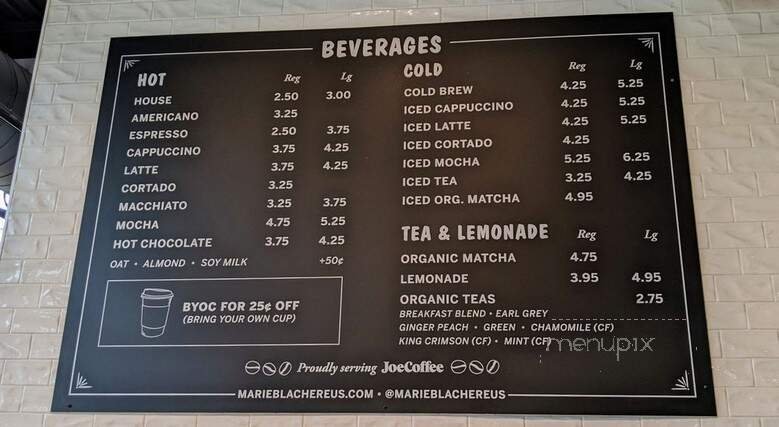 BEVERAGES
HOT Reg Lg
HOUSE 2.50 3.00
AMERICANO 3.25
ESPRESSO 2.50 3.75
CAPPUCCINO 3.75 4.25
LATTE 3.75 4.25
CORTADO 3.25
MACCHIATO 3.25 3.75
MOCHA 4.75 5.25
HOT CHOCOLATE 3.75 4.25
OAT • ALMOND • SOY MILK +50¢
BYOC FOR 25¢ OFF
(BRING YOUR OWN CUP)
COLD Reg Lg
COLD BREW 4.25 5.25
ICED CAPPUCCINO 4.25 5.25
ICED LATTE 4.25 5.25
ICED CORTADO 4.25
ICED MOCHA 5.25 6.25
ICED TEA 3.25 4.25
ICED ORG. MATCHA 4.95
TEA & LEMONADE Reg Lg
ORGANIC MATCHA 4.75
LEMONADE 3.95 4.95
ORGANIC TEAS 2.75
BREAKFAST BLEND • EARL GREY
GINGER PEACH • GREEN • CHAMOMILE (CF)
KING CRIMSON (CF) • MINT (CF)
menupix
Proudly serving JoeCoffee
MARIEBLACHEREUS.COM • @MARIEBLACHEREUS